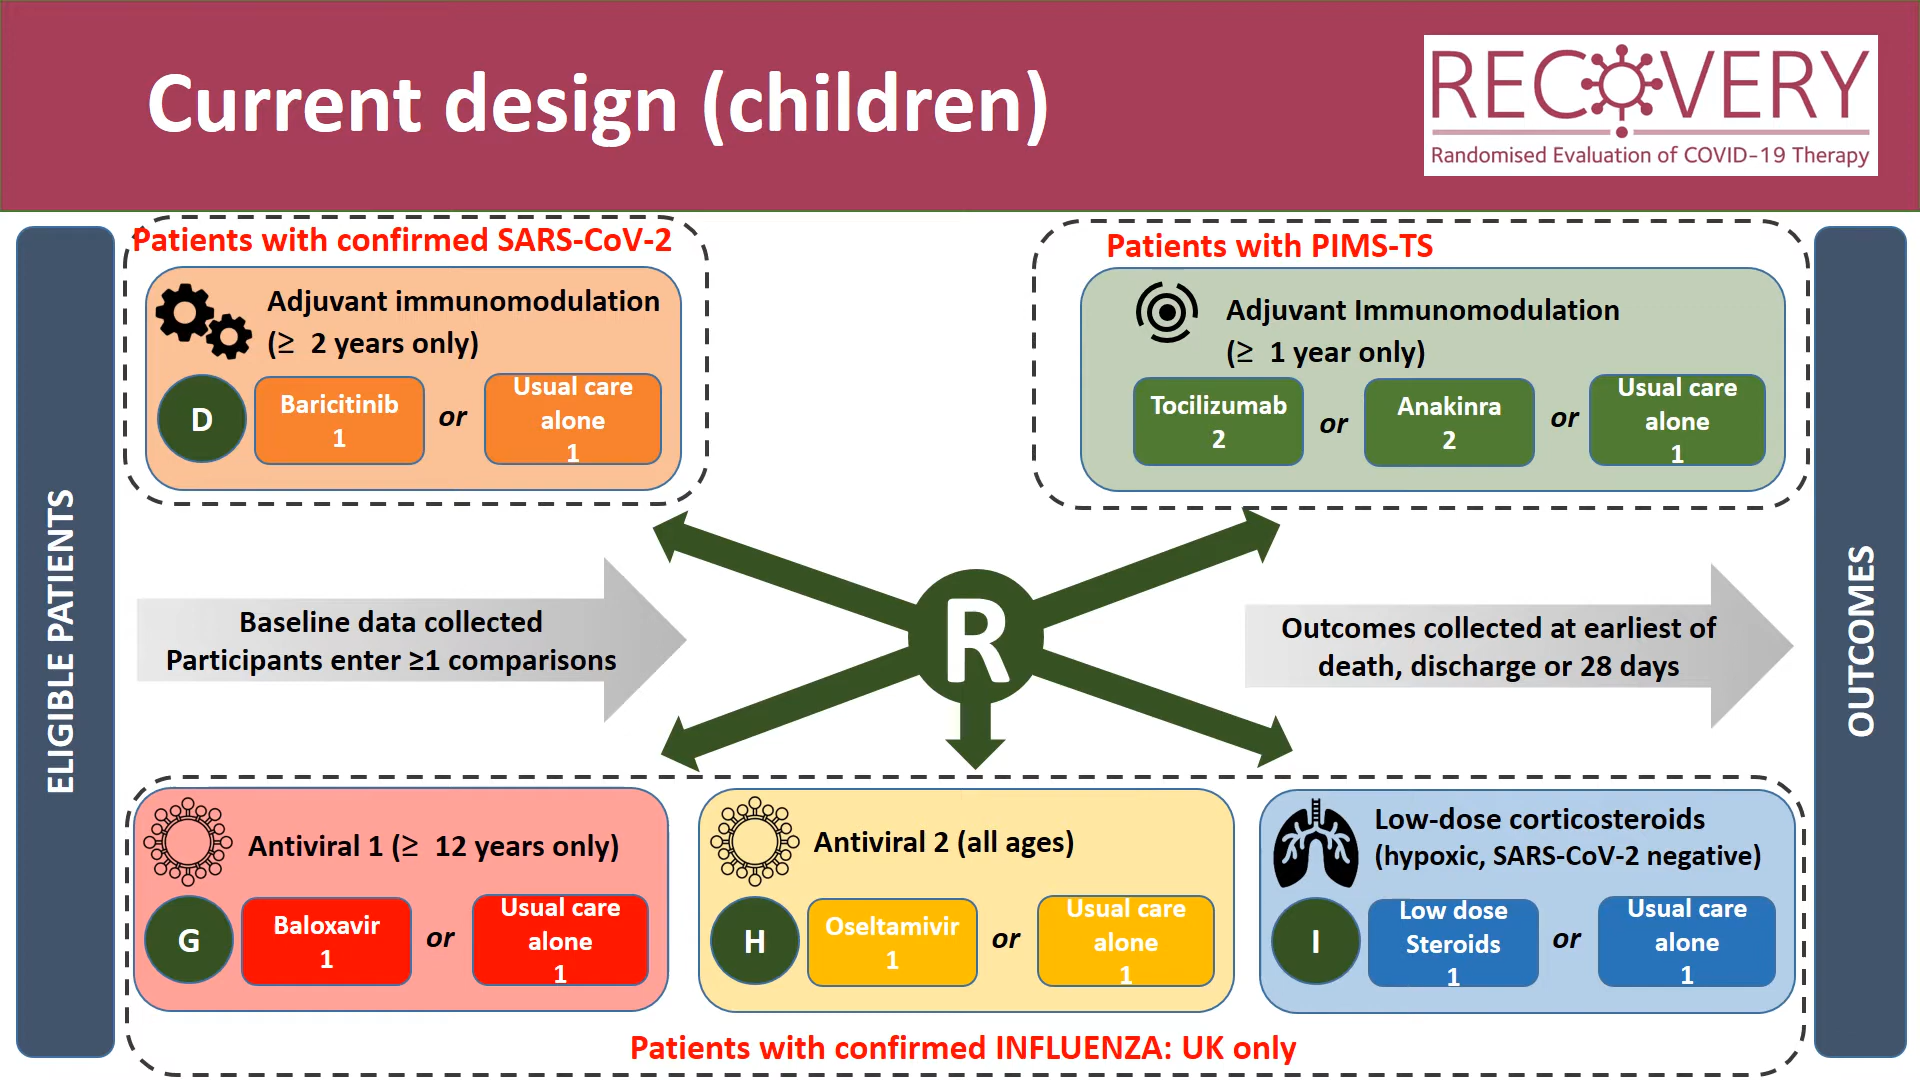 Current design (children)
RECOVERY
Randomised Evaluation of COVID-19 Therapy
ELIGIBLE PATIENTS
Patients with confirmed SARS-CoV-2
Adjuvant immunomodulation
(≥ 2 years only)
D
Baricitinib
1
or
Usual care
alone
1
Patients with PIMS-TS
Adjuvant Immunomodulation
(≥ 1 year only)
Tocilizumab
2
or
Anakinra
2
or
Usual care
alone
1
Baseline data collected
Participants enter ≥1 comparisons
R
Outcomes collected at earliest of
death, discharge or 28 days
OUTCOMES
Antiviral 1 (≥ 12 years only)
G
Baloxavir
1
or
Usual care
alone
1
Antiviral 2 (all ages)
H
Oseltamivir
1
or
Usual care
alone
1
Low-dose corticosteroids
(hypoxic, SARS-CoV-2 negative)
I
Low dose
Steroids
1
or
Usual care
alone
1
Patients with confirmed INFLUENZA: UK only